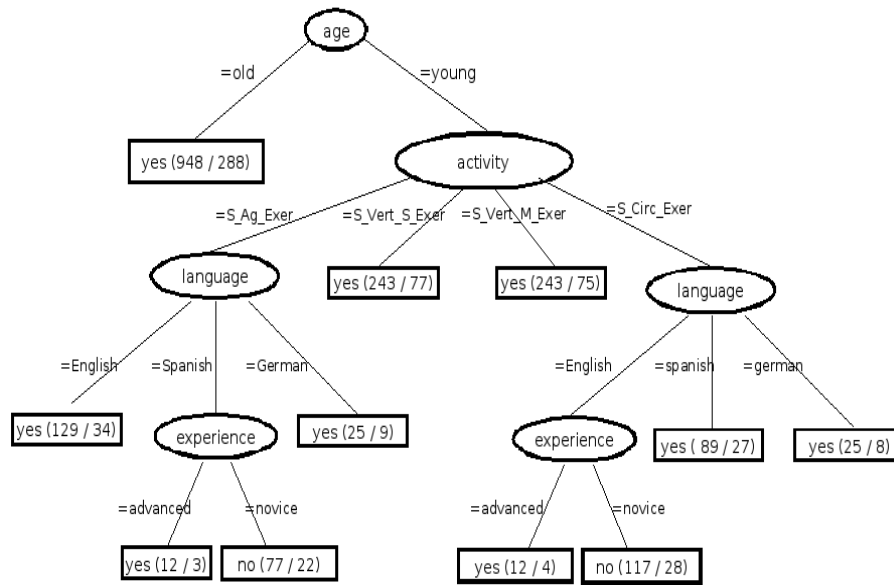 age
=old
=young
yes (948 / 288)
activity
=S_Ag_Exer
=S_Vert_S_Exer
=S_Vert_M_Exer
=S_Circ_Exer
language
yes (243 / 77)
yes (243 / 75)
language
=English
=Spanish
=German
=English
=spanish
=german
yes (129 / 34)
experience
yes (25 / 9)
experience
yes ( 89 / 27)
yes (25 / 8)
=advanced
=novice
=advanced
=novice
yes (12 / 3)
no (77 / 22)
yes (12 / 4)
no (117 / 28)